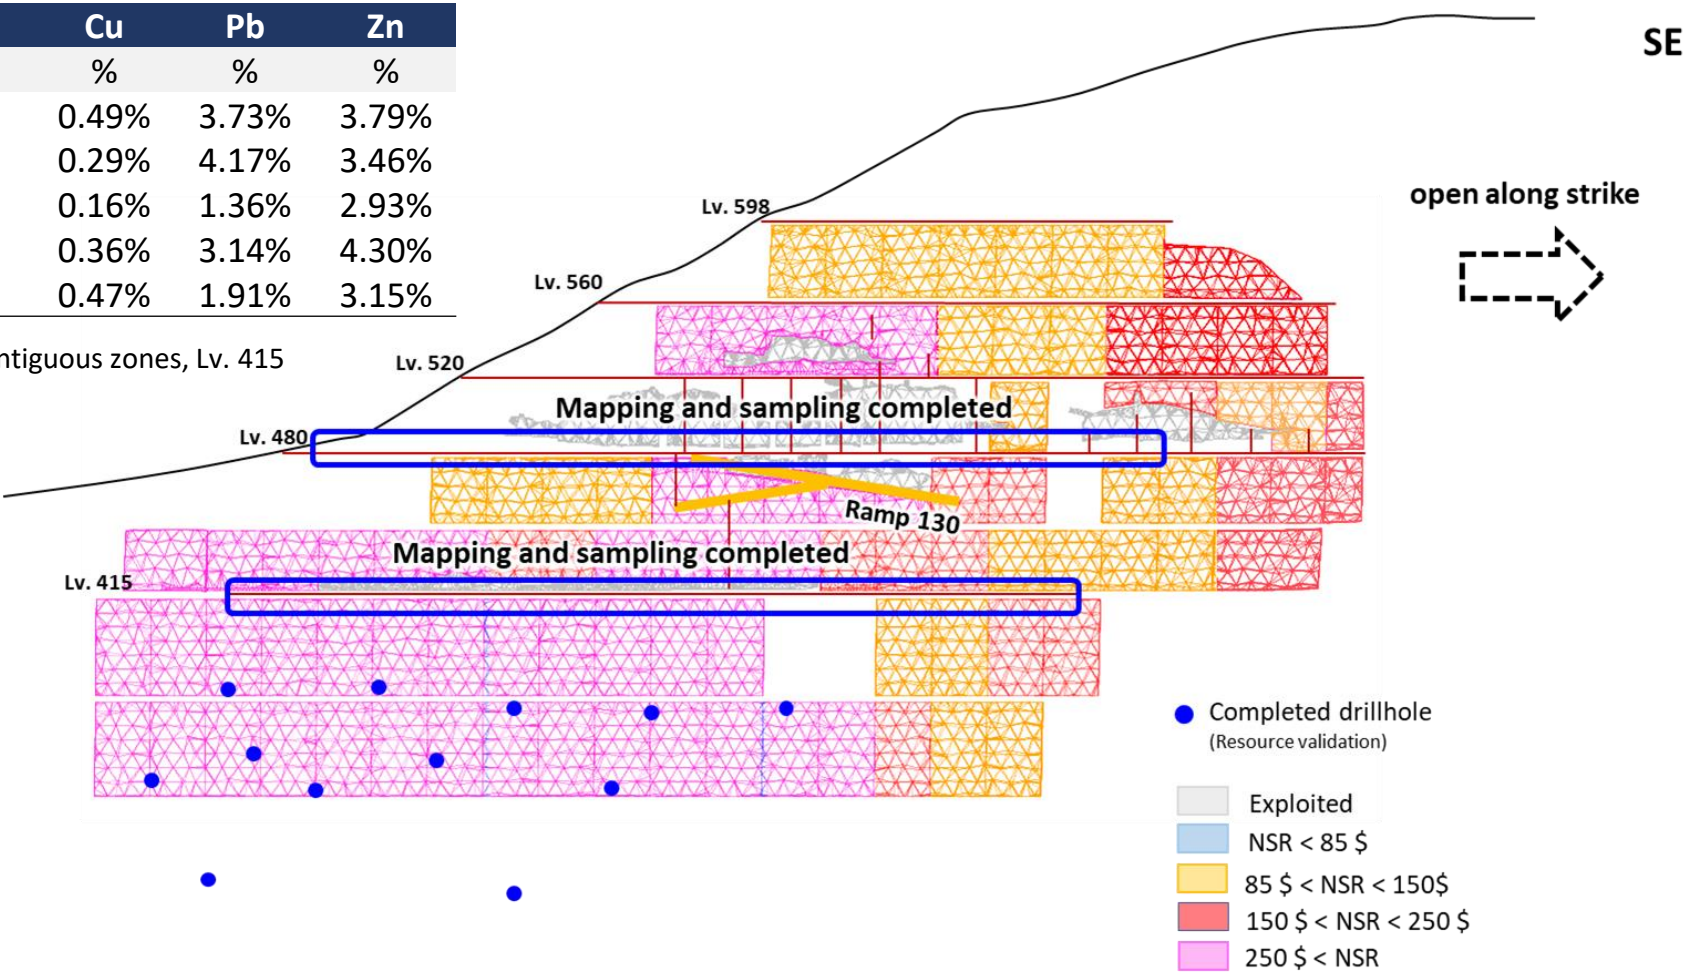 Cu Pb Zn
% % %
0.49% 3.73% 3.79%
0.29% 4.17% 3.46%
0.16% 1.36% 2.93%
0.36% 3.14% 4.30%
0.47% 1.91% 3.15%
ntiguous zones, Lv. 415
SE
open along strike
Lv. 598
Lv. 560
Lv. 520
Mapping and sampling completed
Lv. 480
Ramp 130
Mapping and sampling completed
Lv. 415
Completed drillhole
(Resource validation)
Exploited
NSR < 85 $
85 $ < NSR < 150$
150 $ < NSR < 250 $
250 $ < NSR